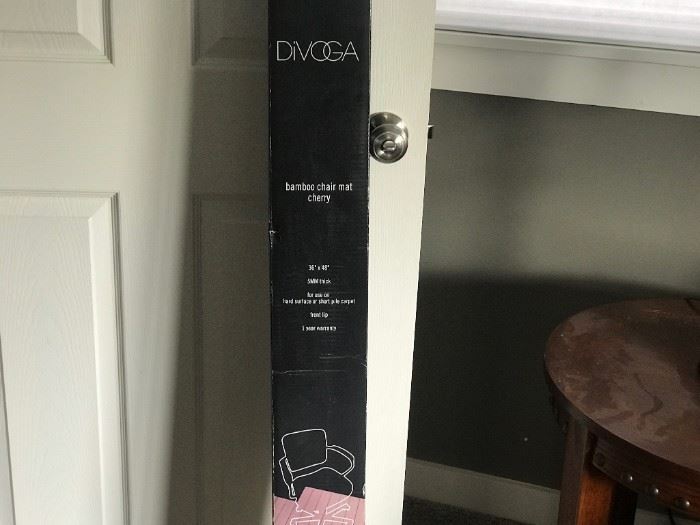 DiVOGA
bamboo chair mat
cherry
36" x 48"
5MM thick
for use on
hard surface or short pile carpet
front lip
1 year warranty